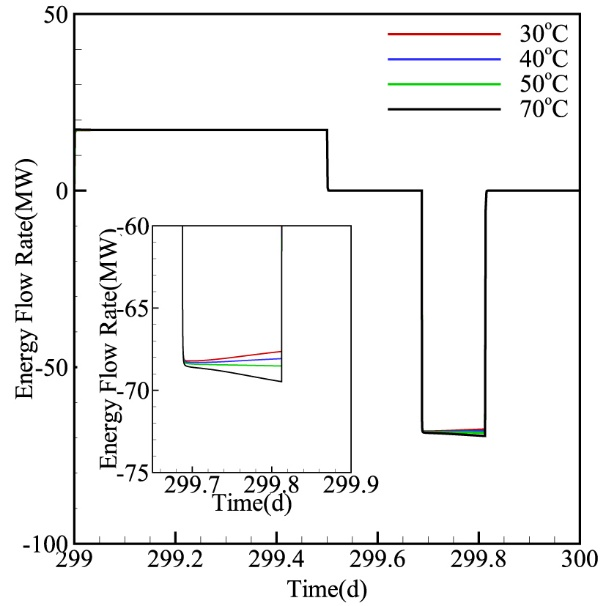 50
30°C
40°C
50°C
70°C
0
-50
-100
Energy Flow Rate(MW)
-60
-65
-70
-75
Energy Flow Rate(MW)
299.7 299.8 299.9
Time(d)
299 299.2 299.4 299.6 299.8 300
Time(d)